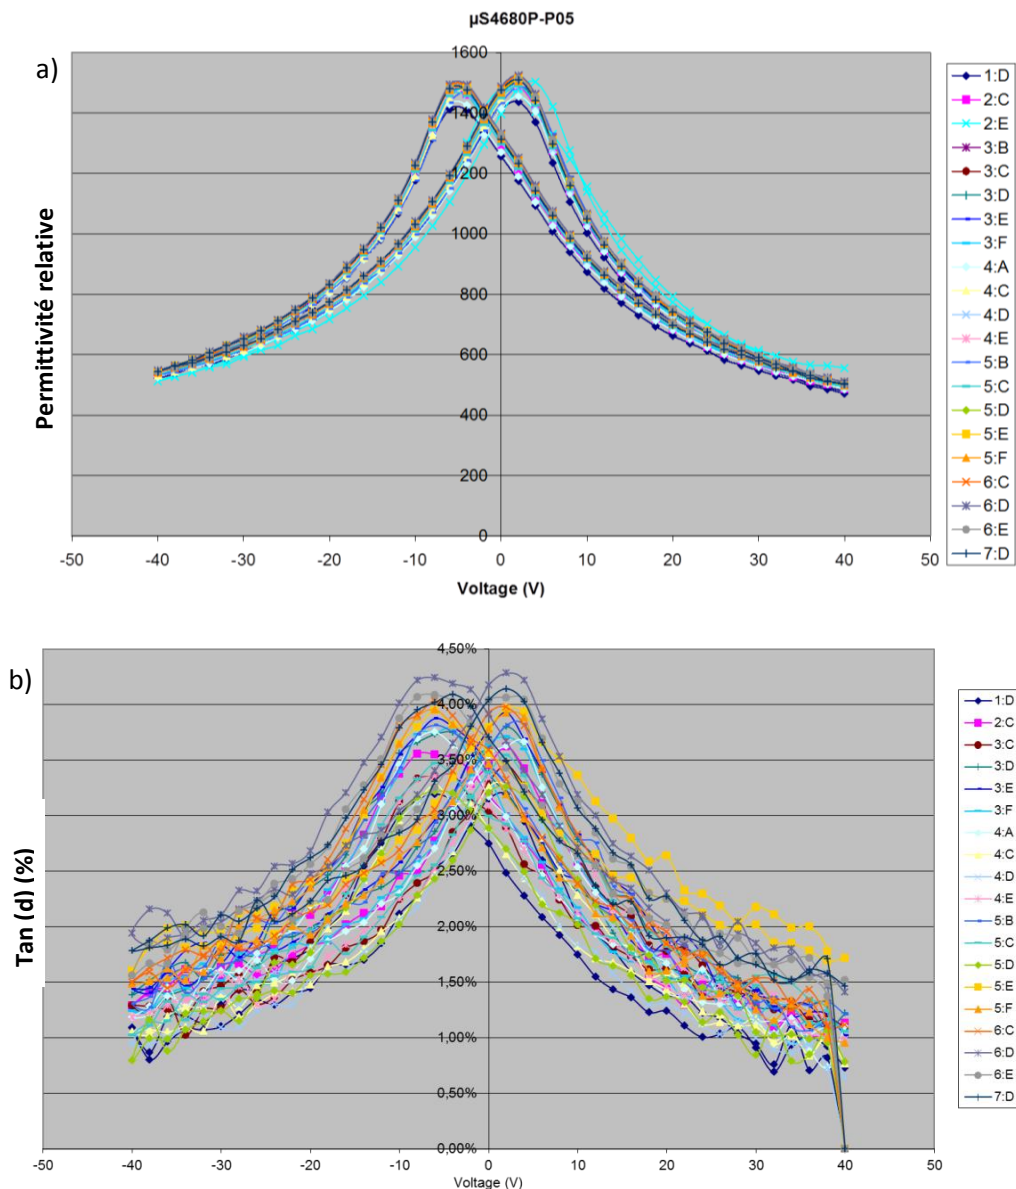 µS4680P-P05
a)
Permittivité relative
1600
1400
1200
1000
800
600
400
200
0
-50 -40 -30 -20 -10 0 10 20 30 40 50
Voltage (V)
1:D
2:C
2:E
3:B
3:C
3:D
3:E
3:F
4:A
4:C
4:D
4:E
5:B
5:C
5:D
5:E
5:F
6:C
6:D
6:E
7:D
b)
Tan (d) (%)
4,50%
4,00%
3,50%
3,00%
2,50%
2,00%
1,50%
1,00%
0,50%
0,00%
-50 -40 -30 -20 -10 0 10 20 30 40 50
Voltage (V)
1:D
2:C
3:C
3:D
3:E
3:F
4:A
4:C
4:D
4:E
5:B
5:C
5:D
5:E
5:F
6:C
6:D
6:E
7:D